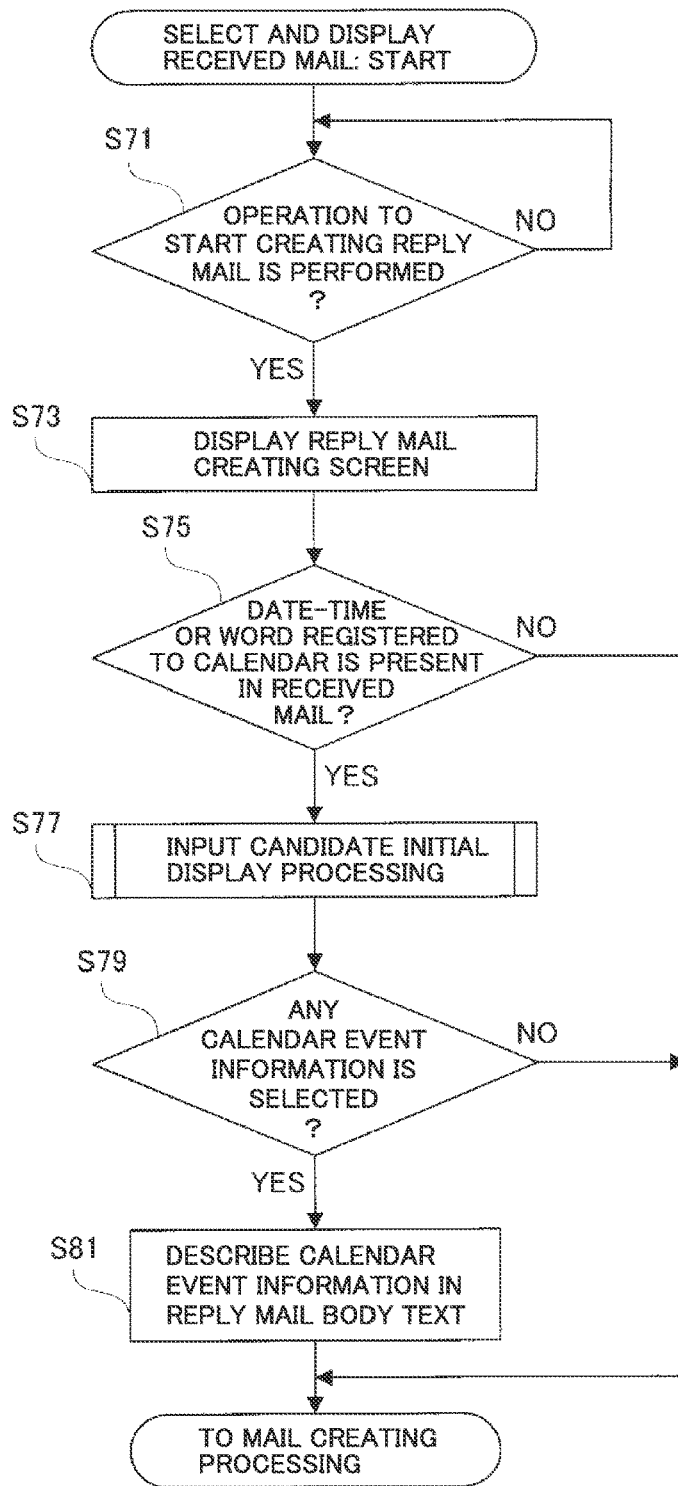 SELECT AND DISPLAY
RECEIVED MAIL: START
S71
OPERATION TO
START CREATING REPLY
MAIL IS PERFORMED
?
NO
YES
S73
DISPLAY REPLY MAIL
CREATING SCREEN
S75
DATE-TIME
OR WORD REGISTERED
TO CALENDAR IS PRESENT
IN RECEIVED
MAIL?
NO
YES
S77
INPUT CANDIDATE INITIAL
DISPLAY PROCESSING
S79
ANY
CALENDAR EVENT
INFORMATION IS
SELECTED
?
NO
YES
S81
DESCRIBE CALENDAR
EVENT INFORMATION IN
REPLY MAIL BODY TEXT
TO MAIL CREATING
PROCESSING